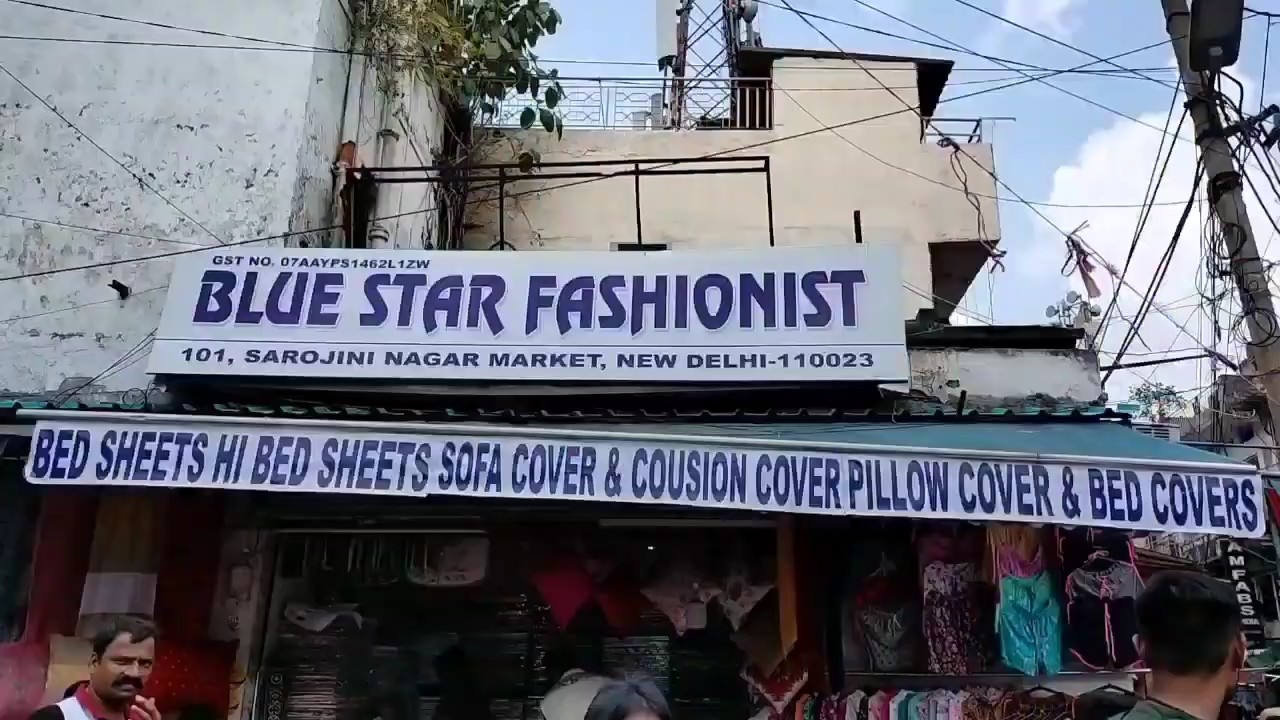 GST NO. 07AAYPS1462L1ZW
BLUE STAR FASHIONIST
101, SAROJINI NAGAR MARKET, NEW DELHI-110023
BED SHEETS HI BED SHEETS SOFA COVER & COUSION COVER PILLOW COVER & BED COVERS
AMFABS